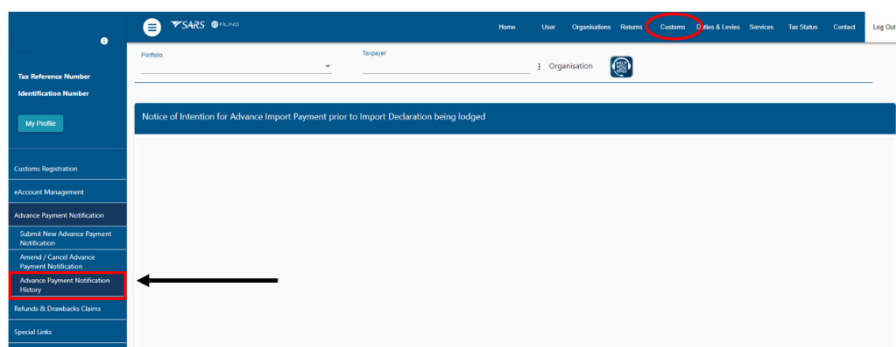 SARS eFILING
Home User Organisations Returns Customs Duties & Levies Services Tax Status Contact Log Out
Portfolio
Taxpayer
Organisation
Tax Reference Number
Identification Number
My Profile
Notice of Intention for Advance Import Payment prior to Import Declaration being lodged
Customs Registration
eAccount Management
Advance Payment Notification
Submit New Advance Payment
Notification
Amend / Cancel Advance
Payment Notification
Advance Payment Notification
History
Refunds & Drawbacks Claims
Special Links